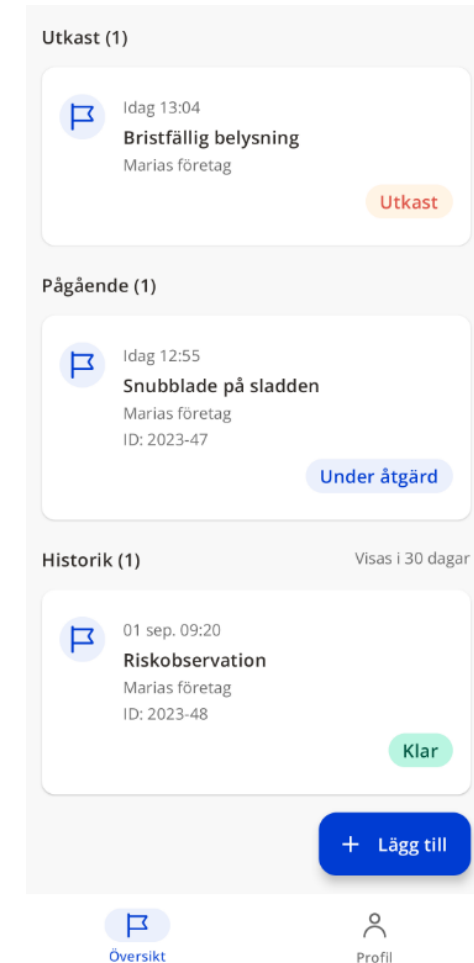 Utkast (1)
Idag 13:04
Bristfällig belysning
Marias företag
Utkast
Pågående (1)
Idag 12:55
Snubblade på sladden
Marias företag
ID: 2023-47
Under åtgärd
Historik (1) Visas i 30 dagar
01 sep. 09:20
Riskobservation
Marias företag
ID: 2023-48
Klar
+ Lägg till
Översikt Profil